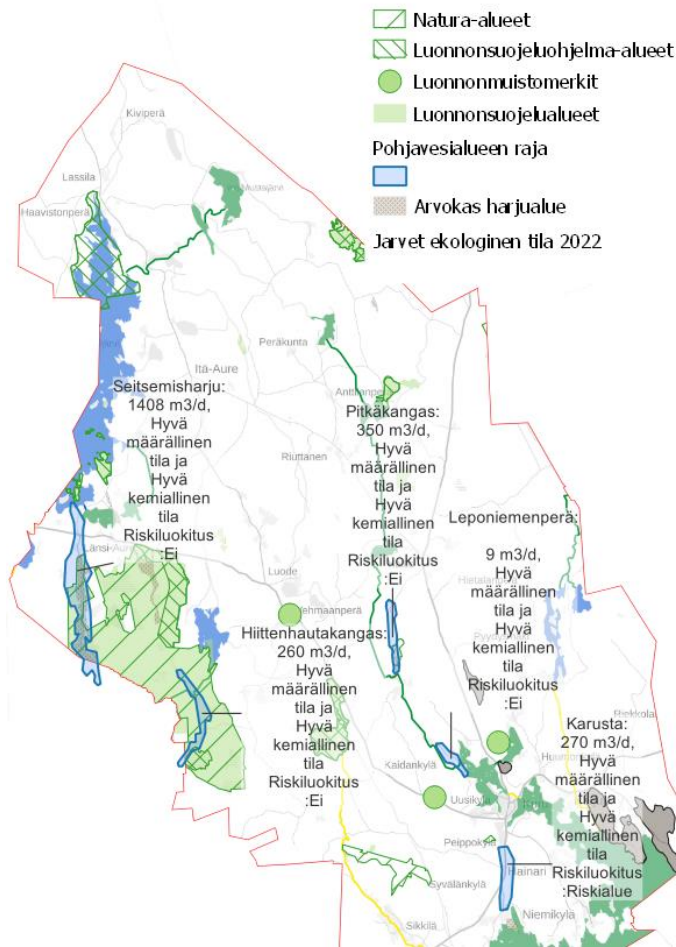 Natura-alueet
Luonnonsuojeluohjelma-alueet
Luonnonmuistomerkit
Luonnonsuojelualueet
Pohjavesialueen raja
Arvokas harjualue
Jarvet ekologinen tila 2022
Kiviperä
Lassila
Haavistonperä
Peräkunta
Itä-Aure
Seitsemisharju:
1408 m3/d,
Hyvä
määrällinen
tila ja
Hyvä
kemiallinen
tila
Riskiluokitus
:Ei
Pitkäkangas:
350 m3/d,
Hyvä
määrällinen
tila ja
Hyvä
kemiallinen
tila
Riskiluokitus
:Ei
Riuttanen
Leponiemenperä:
9 m3/d,
Hyvä
määrällinen
tila ja
Hyvä
kemiallinen
tila
Riskiluokitus
:Ei
Länsi-Aure
Luode
Hiittenhautakangas:
260 m3/d,
Hyvä
määrällinen
tila ja
Hyvä
kemiallinen
tila
Riskiluokitus
:Ei
Karusta:
270 m3/d,
Hyvä
määrällinen
tila ja
Hyvä
kemiallinen
tila
Riskiluokitus
:Riskialue
Kaidankylä
Uusikylä
Peippokylä
Syvälänkylä
Hainari
Niemikylä
Sikkilä